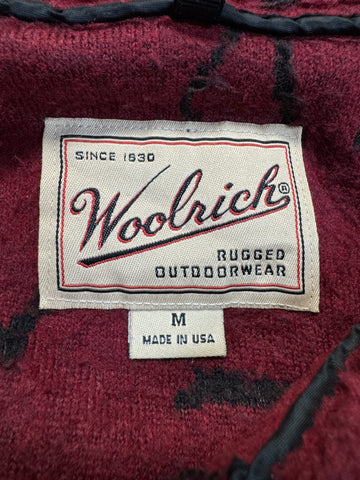 SINCE 1830
Woolrich®
RUGGED
OUTDOORWEAR
M
MADE IN USA